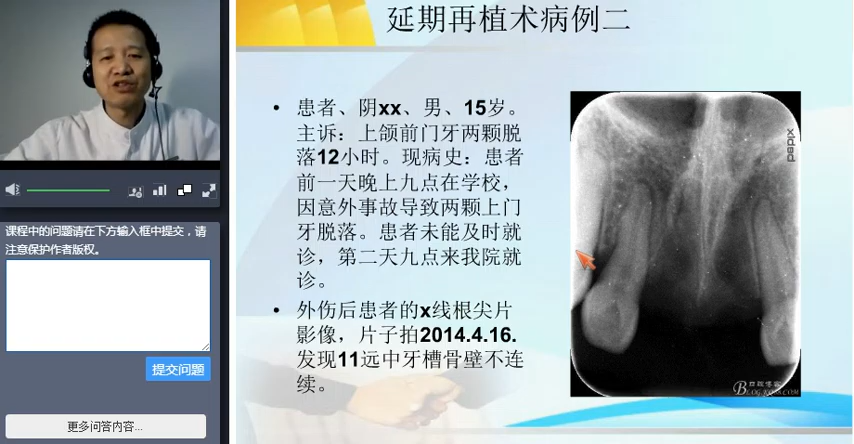 延期再植术病例二
• 患者、阴xx、男、15岁。
主诉：上颌前门牙两颗脱
落12小时。现病史：患者
前一天晚上九点在学校，
因意外事故导致两颗上门
牙脱落。患者未能及时就
诊，第二天九点来我院就
诊。
• 外伤后患者的x线根尖片
影像，片子拍2014.4.16.
发现11远中牙槽骨壁不连
续。
课程中的问题请在下方输入框中提交，请
注意保护作者版权。
提交问题
更多问答内容...